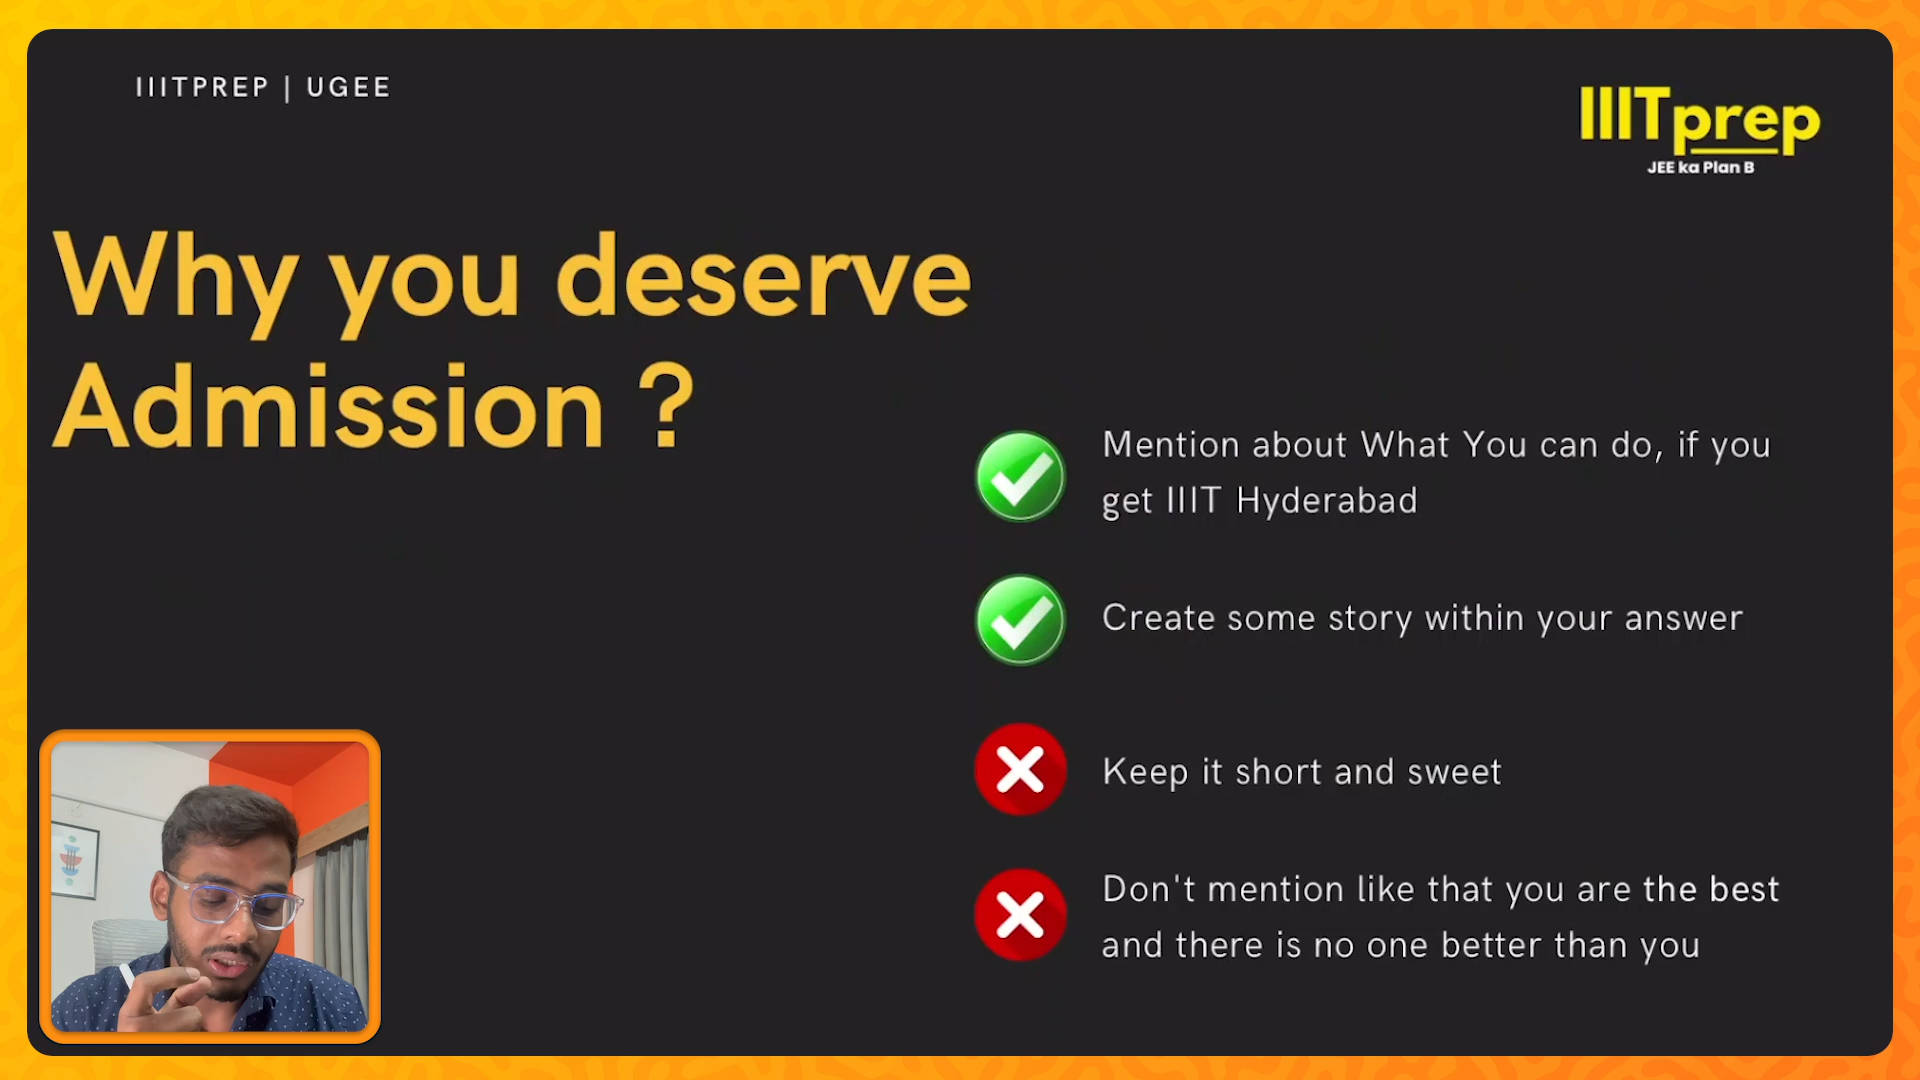 IIITPREP | UGEE
IIITprep
JEE ka Plan B
Why you deserve
Admission ?
Mention about What You can do, if you
get IIIT Hyderabad
Create some story within your answer
Keep it short and sweet
Don't mention like that you are the best
and there is no one better than you